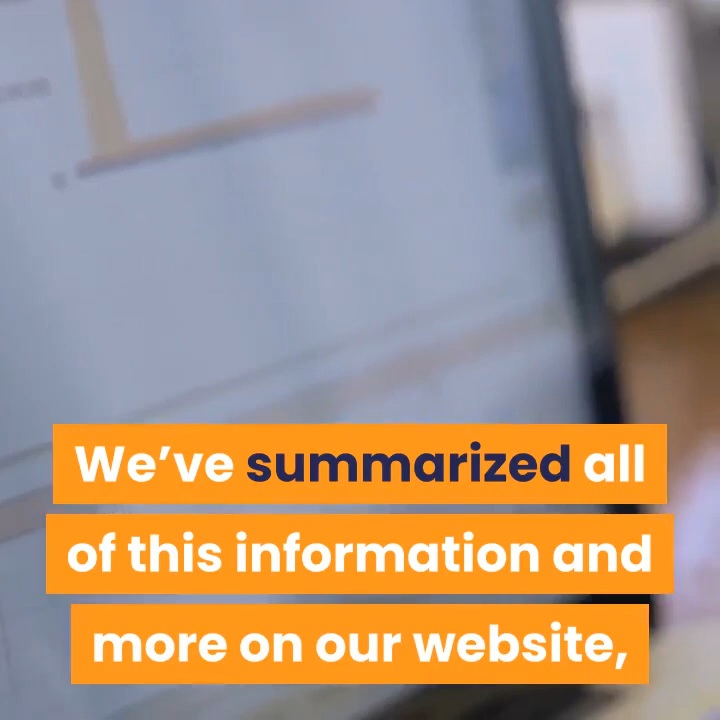 We’ve summarized all
of this information and
more on our website,